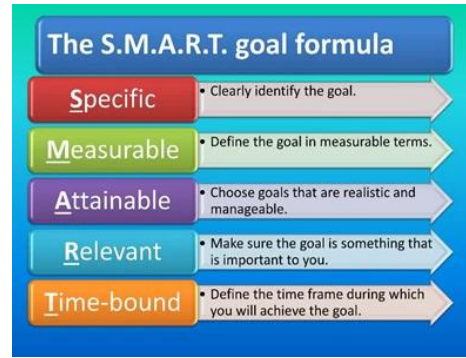 The S.M.A.R.T. goal formula
Specific
• Clearly identify the goal.
Measurable
• Define the goal in measurable terms.
Attainable
• Choose goals that are realistic and
manageable.
Relevant
• Make sure the goal is something that
is important to you.
Time-bound
• Define the time frame during which
you will achieve the goal.